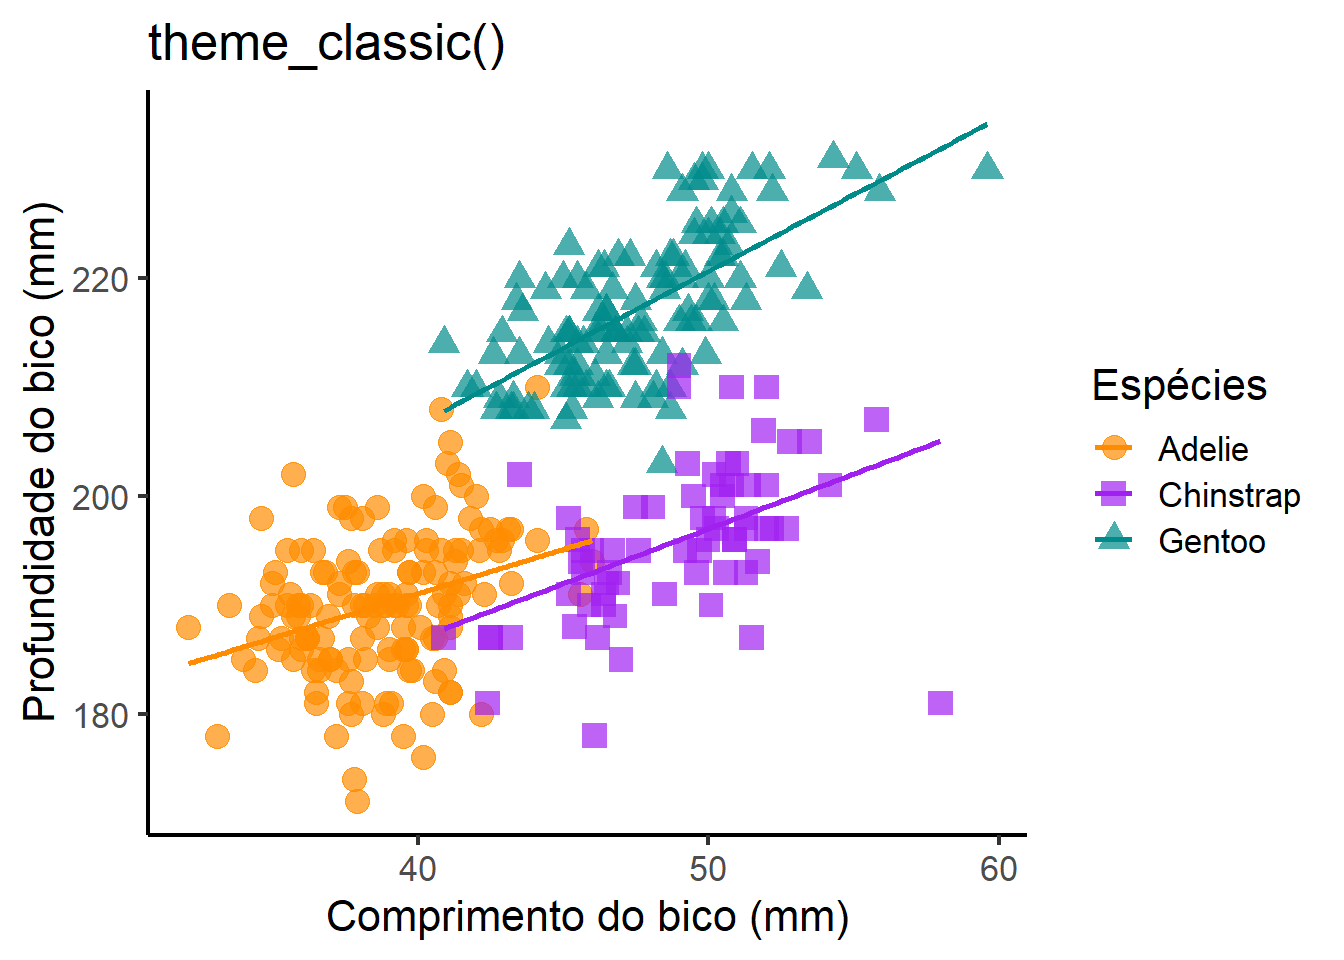 theme_classic()
Profundidade do bico (mm)
220
200
180
40 50 60
Comprimento do bico (mm)
Espécies
Adelie
Chinstrap
Gentoo